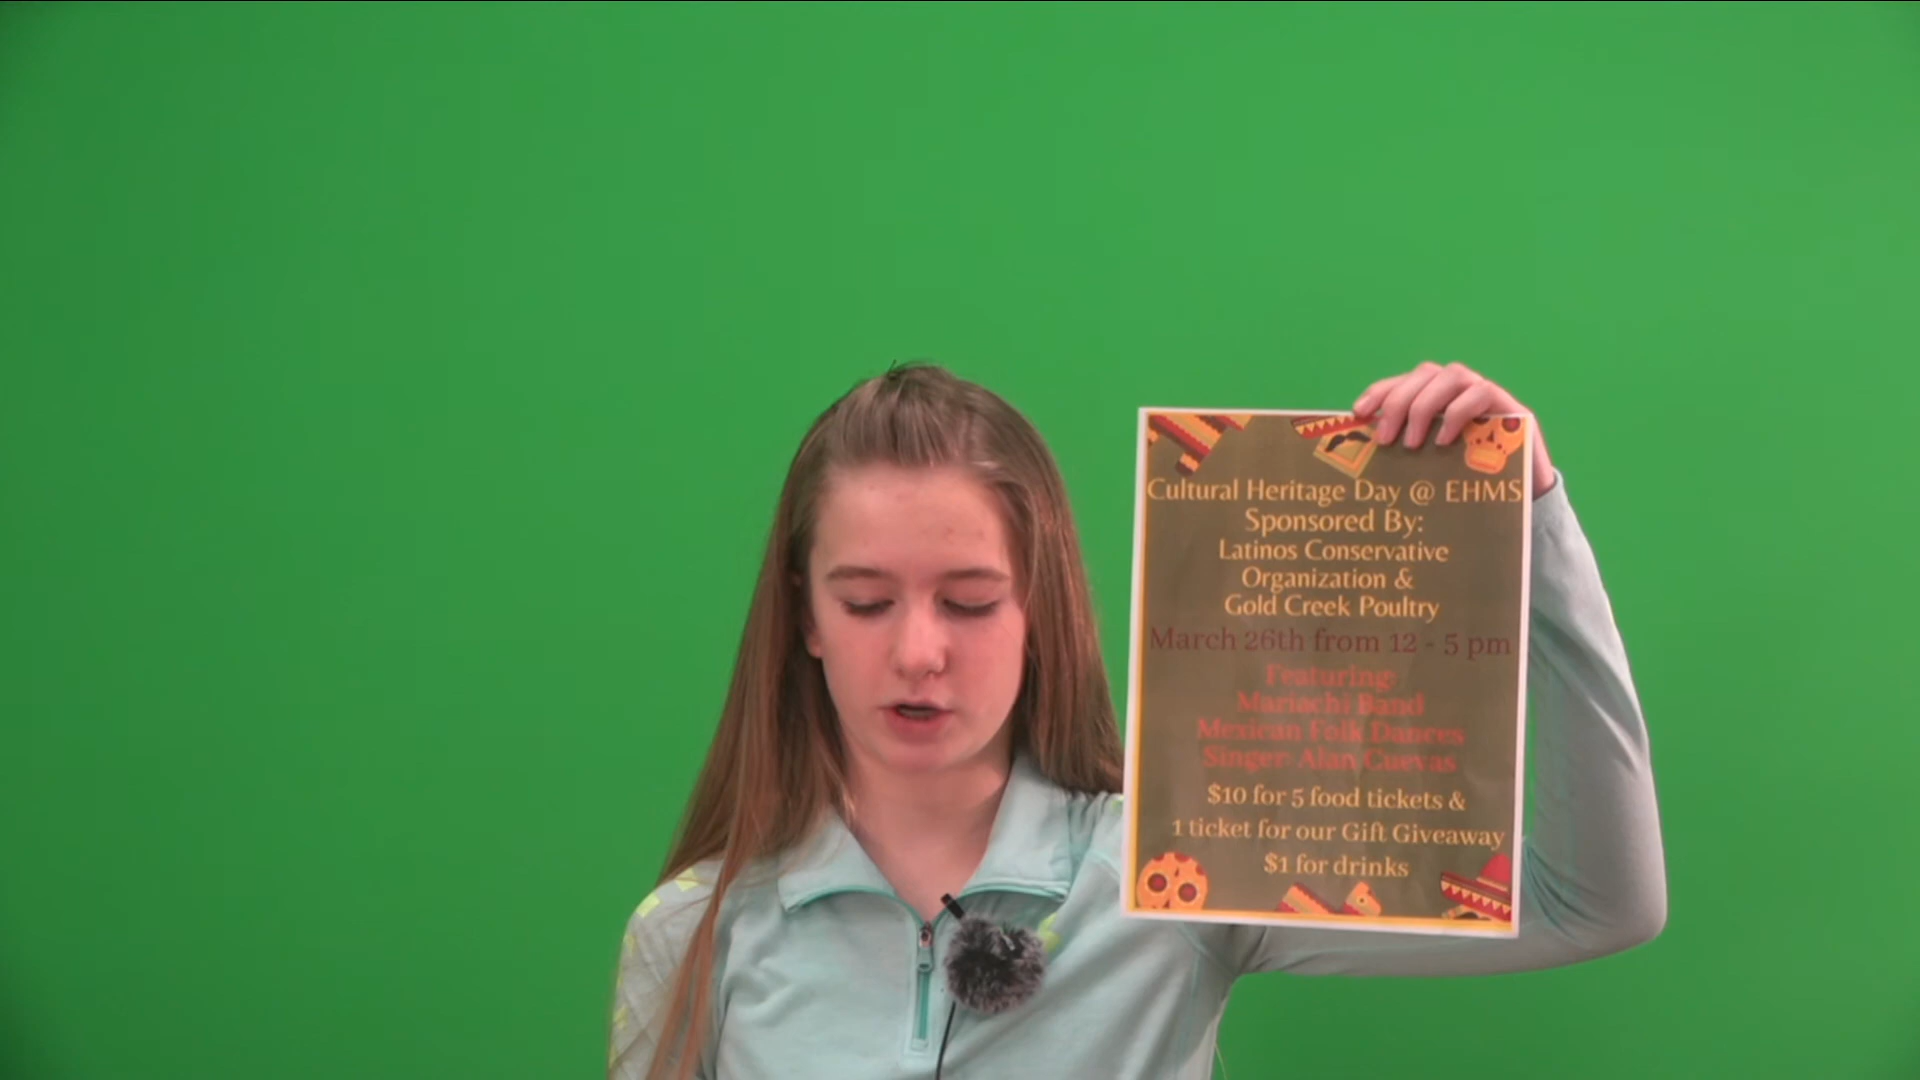 Cultural Heritage Day @ EHMS
Sponsored By:
Latinos Conservative
Organization &
Gold Creek Poultry
March 26th from 12 - 5 pm
Featuring:
Mariachi Band
Mexican Folk Dances
Singer: Alan Cuevas
$10 for 5 food tickets &
1 ticket for our Gift Giveaway
$1 for drinks